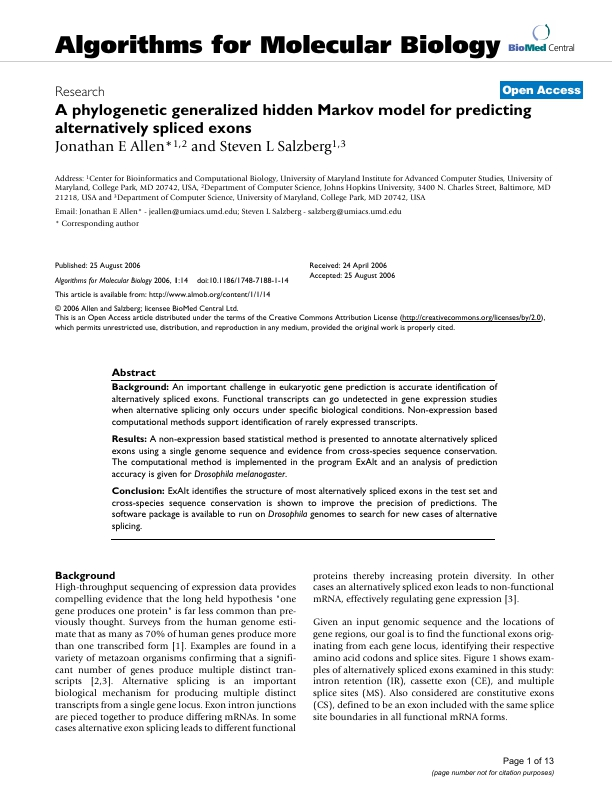 Algorithms for Molecular Biology
BioMed Central
Research
Open Access
A phylogenetic generalized hidden Markov model for predicting
alternatively spliced exons
Jonathan E Allen*1,2 and Steven L Salzberg1,3
Address: 1Center for Bioinformatics and Computational Biology, University of Maryland Institute for Advanced Computer Studies, University of
Maryland, College Park, MD 20742, USA, 2Department of Computer Science, Johns Hopkins University, 3400 N. Charles Street, Baltimore, MD
21218, USA and 3Department of Computer Science, University of Maryland, College Park, MD 20742, USA
Email: Jonathan E Allen* - jeallen@umiacs.umd.edu; Steven L Salzberg - salzberg@umiacs.umd.edu
* Corresponding author
Published: 25 August 2006
Algorithms for Molecular Biology 2006, 1:14 doi:10.1186/1748-7188-1-14
This article is available from: http://www.almob.org/content/1/1/14
Received: 24 April 2006
Accepted: 25 August 2006
© 2006 Allen and Salzberg; licensee BioMed Central Ltd.
This is an Open Access article distributed under the terms of the Creative Commons Attribution License (http://creativecommons.org/licenses/by/2.0),
which permits unrestricted use, distribution, and reproduction in any medium, provided the original work is properly cited.
Abstract
Background: An important challenge in eukaryotic gene prediction is accurate identification of
alternatively spliced exons. Functional transcripts can go undetected in gene expression studies
when alternative splicing only occurs under specific biological conditions. Non-expression based
computational methods support identification of rarely expressed transcripts.
Results: A non-expression based statistical method is presented to annotate alternatively spliced
exons using a single genome sequence and evidence from cross-species sequence conservation.
The computational method is implemented in the program ExAlt and an analysis of prediction
accuracy is given for Drosophila melanogaster.
Conclusion: ExAlt identifies the structure of most alternatively spliced exons in the test set and
cross-species sequence conservation is shown to improve the precision of predictions. The
software package is available to run on Drosophila genomes to search for new cases of alternative
splicing.
Background
High-throughput sequencing of expression data provides
compelling evidence that the long held hypothesis "one
gene produces one protein" is far less common than pre-
viously thought. Surveys from the human genome esti-
mate that as many as 70% of human genes produce more
than one transcribed form [1]. Examples are found in a
variety of metazoan organisms confirming that a signifi-
cant number of genes produce multiple distinct tran-
scripts [2,3]. Alternative splicing is an important
biological mechanism for producing multiple distinct
transcripts from a single gene locus. Exon intron junctions
are pieced together to produce differing mRNAs. In some
cases alternative exon splicing leads to different functional
proteins thereby increasing protein diversity. In other
cases an alternatively spliced exon leads to non-functional
mRNA, effectively regulating gene expression [3].
Given an input genomic sequence and the locations of
gene regions, our goal is to find the functional exons orig-
inating from each gene locus, identifying their respective
amino acid codons and splice sites. Figure 1 shows exam-
ples of alternatively spliced exons examined in this study:
intron retention (IR), cassette exon (CE), and multiple
splice sites (MS). Also considered are constitutive exons
(CS), defined to be an exon included with the same splice
site boundaries in all functional mRNA forms.
Page 1 of 13
(page number not for citation purposes)